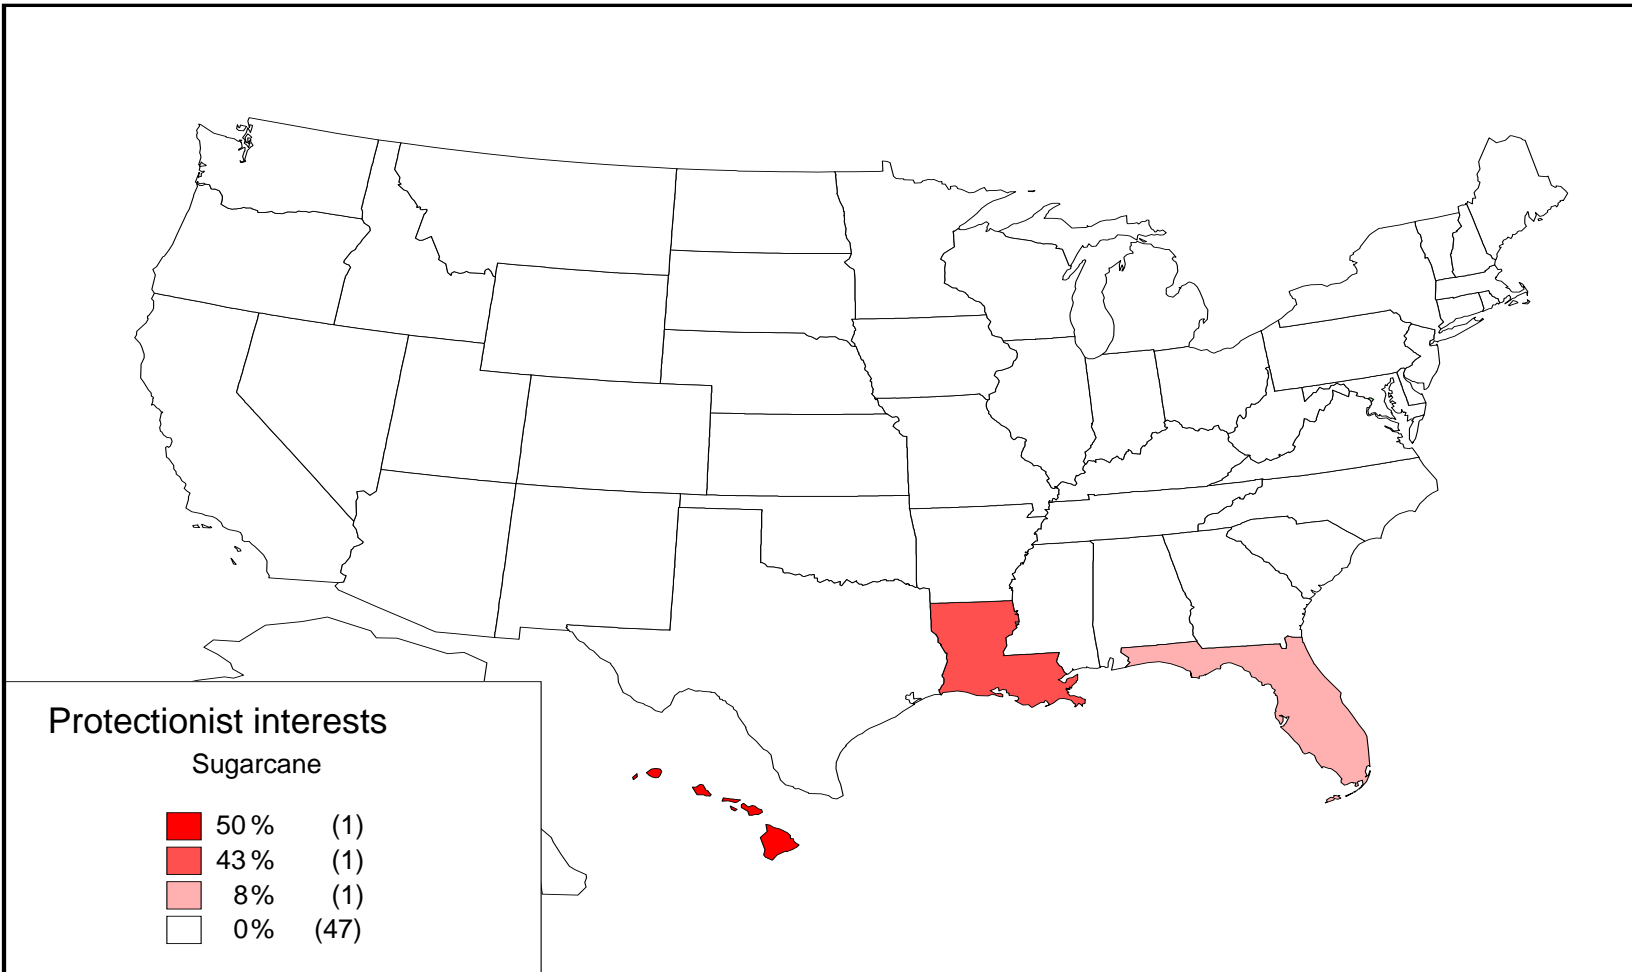 Protectionist interests
Sugarcane
50% (1)
43% (1)
8% (1)
0% (47)